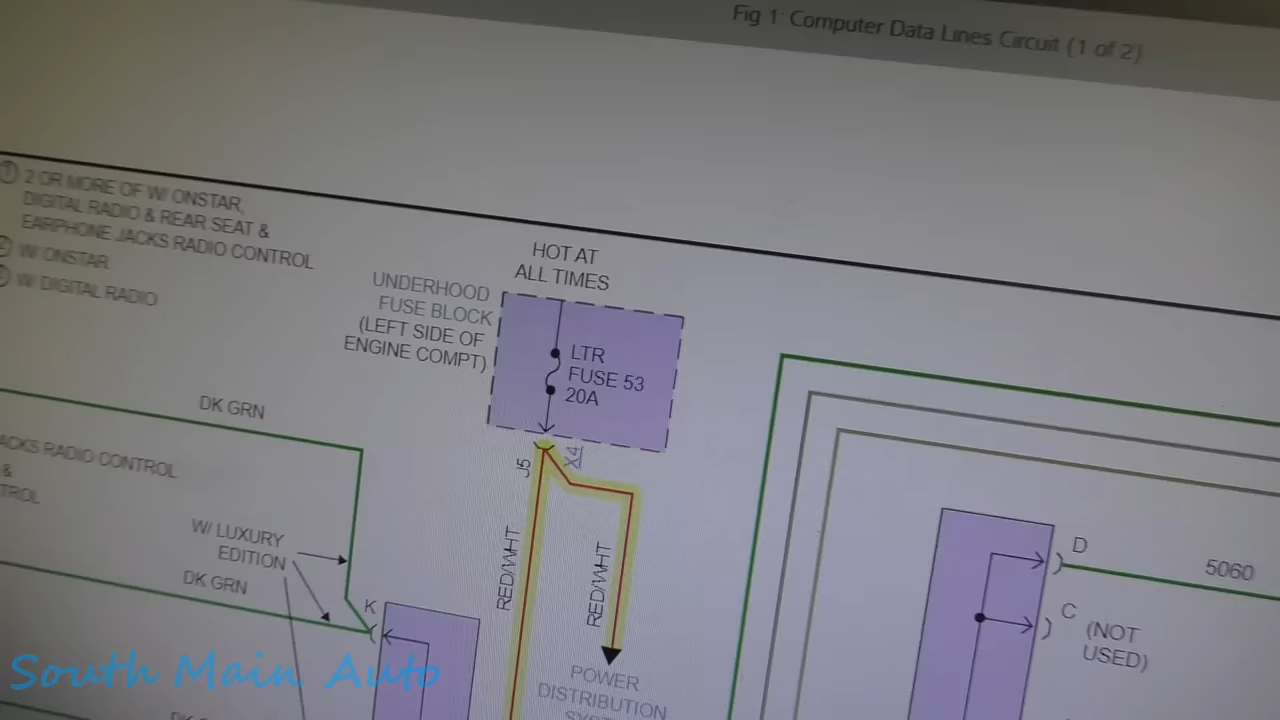 Fig 1: Computer Data Lines Circuit (1 of 2)
1 2 OR MORE OF W/ ONSTAR,
DIGITAL RADIO & REAR SEAT &
EARPHONE JACKS RADIO CONTROL
2 W/ ONSTAR
W/ DIGITAL RADIO
HOT AT
ALL TIMES
UNDERHOOD
FUSE BLOCK
(LEFT SIDE OF
ENGINE COMPT)
LTR
FUSE 53
20A
J5
X4
DK GRN
JACKS RADIO CONTROL
&
W/ LUXURY
EDITION
DK GRN
K
RED/WHT
RED/WHT
POWER
DISTRIBUTION
D
5060
C
(NOT
USED)
South Main Auto